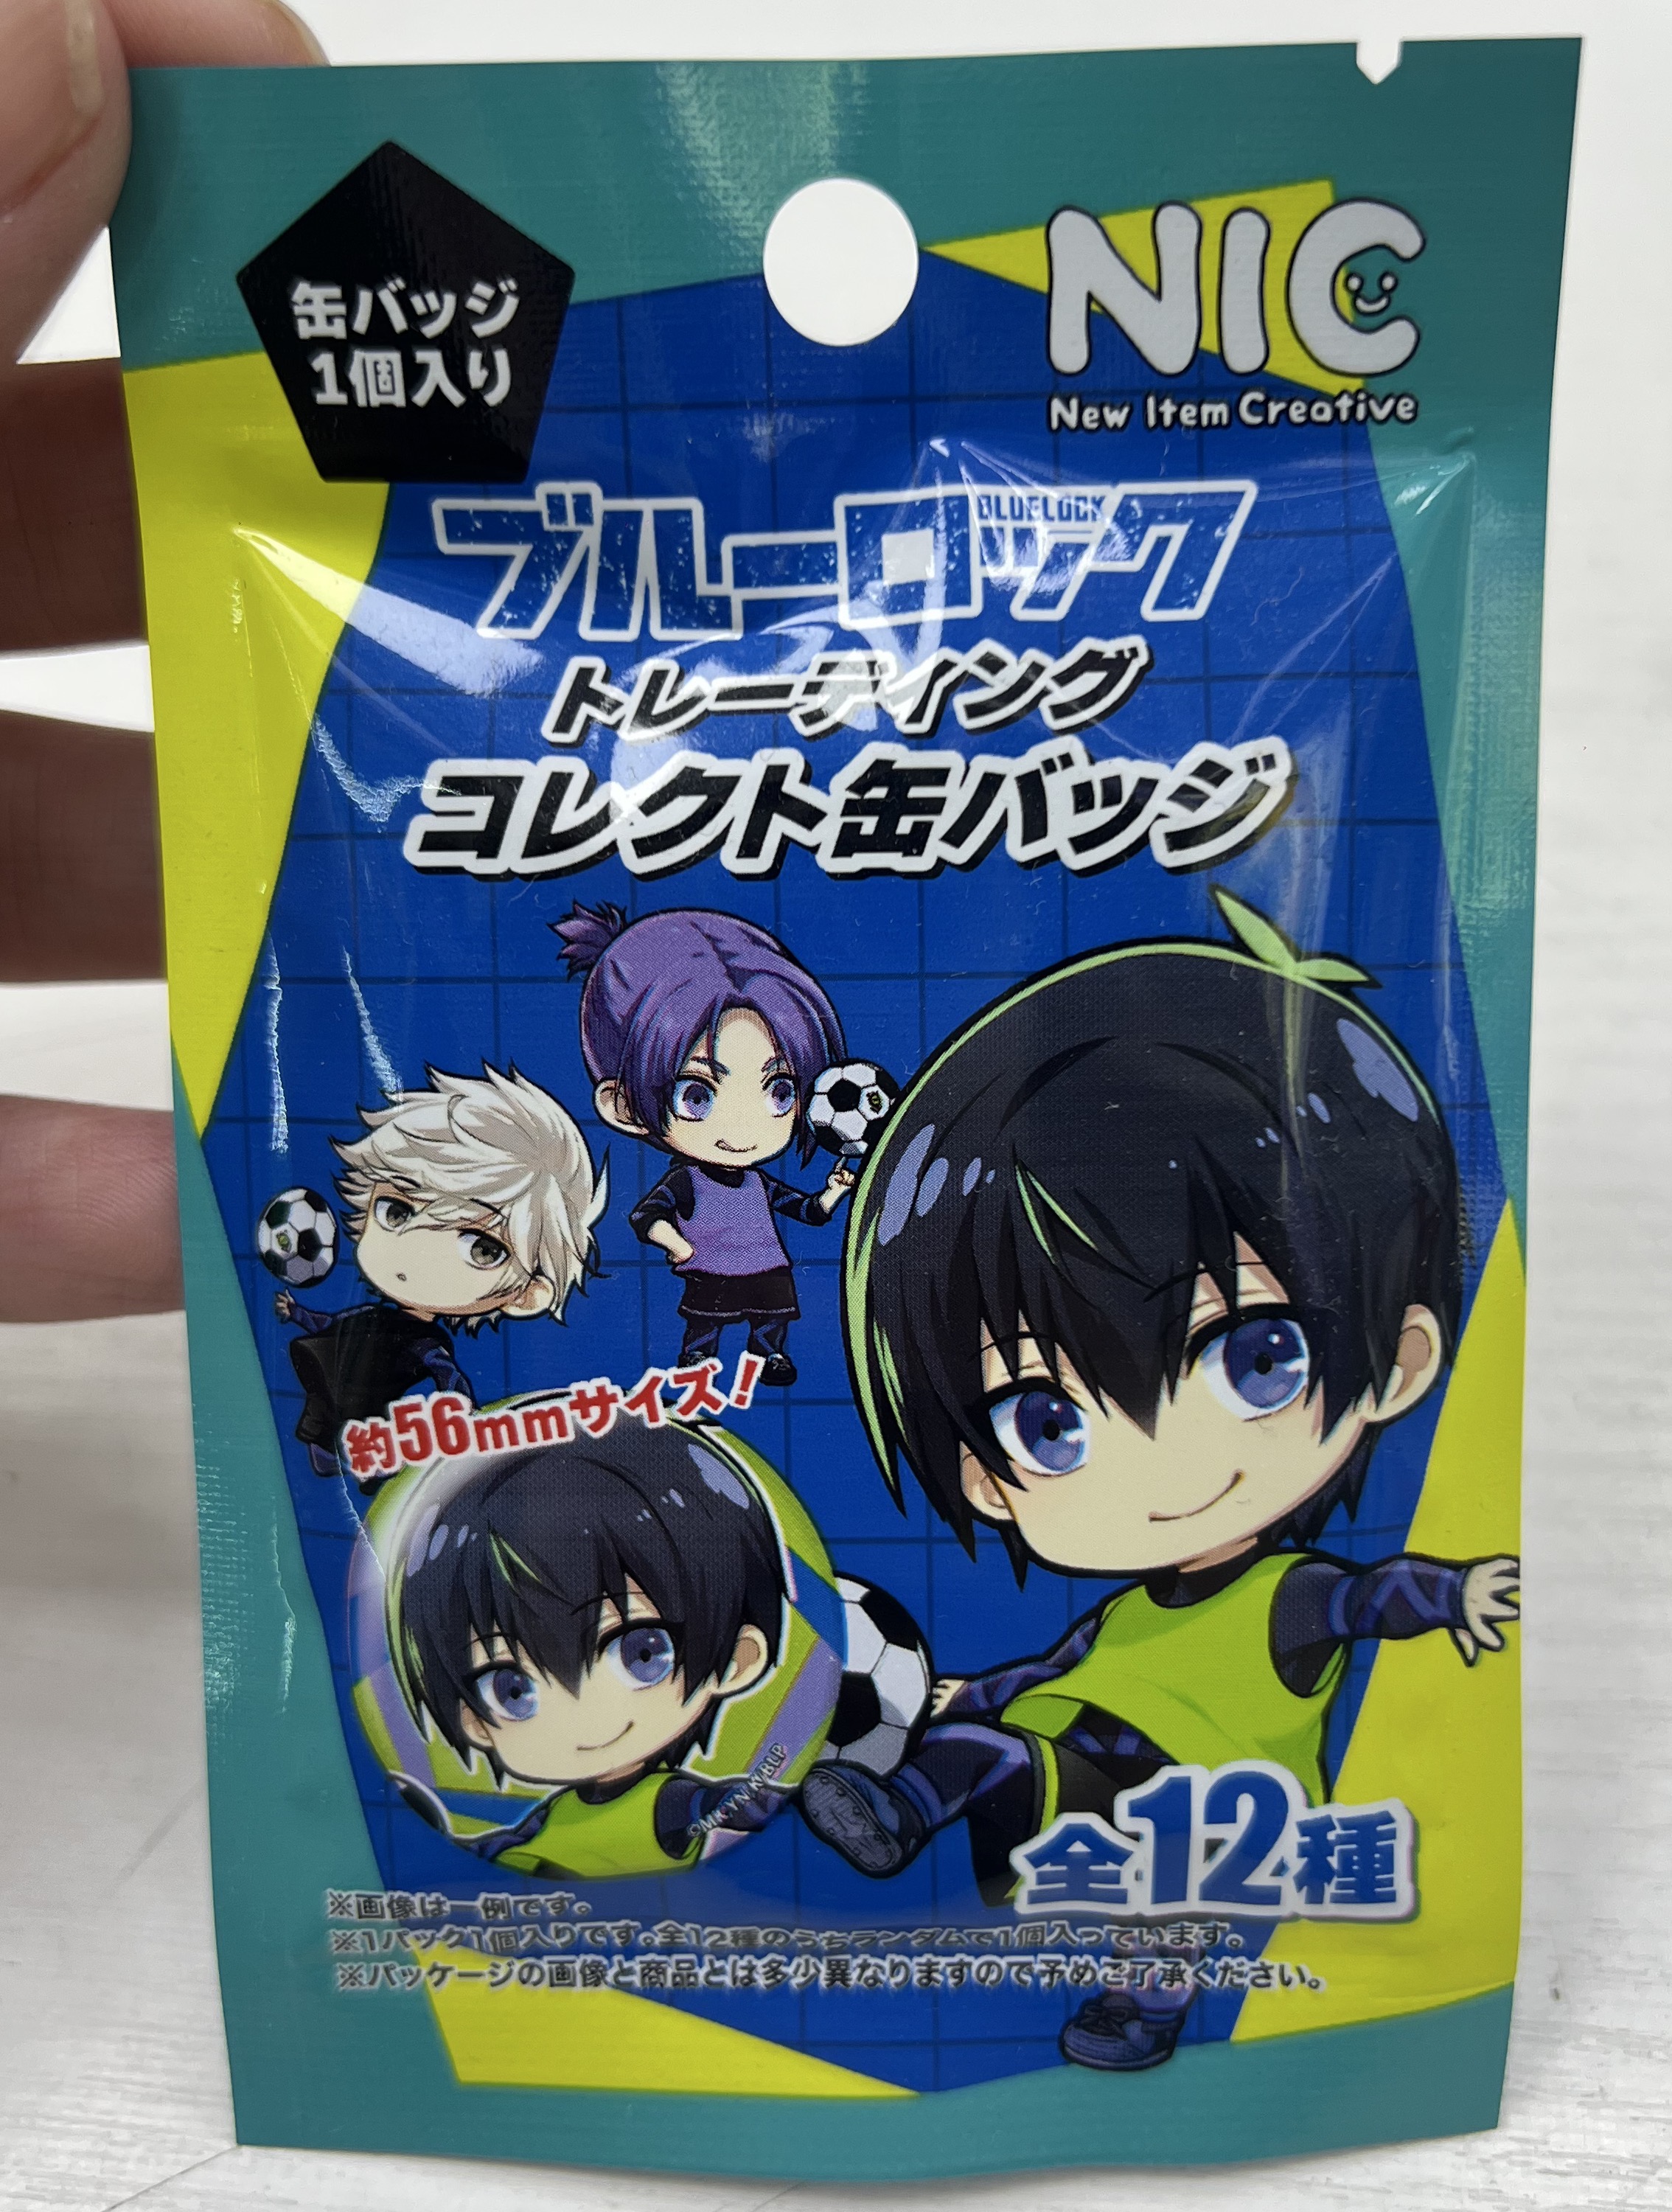 缶バッジ
1個入り
NIC
New Item Creative
ブルーロック
BLUELOCK
トレーディング
コレクト缶バッジ
約56mmサイズ!
©MK,YN,K/BLP
全12種
※画像は一例です。
※1パック1個入りです。全12種のうちランダムで1個入っています。
※パッケージの画像と商品とは多少異なりますので予めご了承ください。